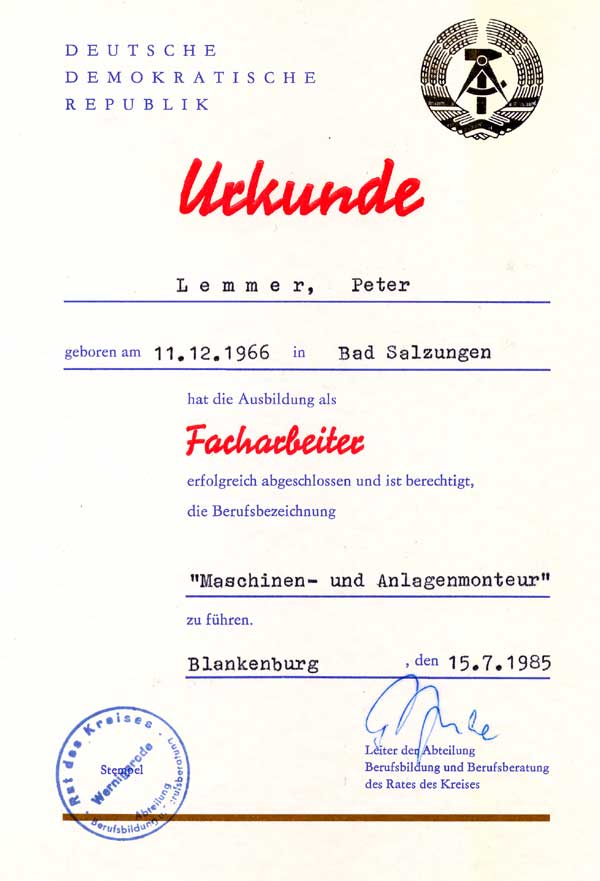 DEUTSCHE
DEMOKRATISCHE
REPUBLIK
Urkunde
Lemmer, Peter
geboren am 11.12.1966 in Bad Salzungen
hat die Ausbildung als
Facharbeiter
erfolgreich abgeschlossen und ist berechtigt,
die Berufsbezeichnung
"Maschinen- und Anlagenmonteur"
zu führen.
Blankenburg , den 15.7.1985
Leiter der Abteilung
Berufsbildung und Berufsberatung
des Rates des Kreises
Stempel
Rat des Kreises
Wernigerode
Abteilung
Berufsbildung u.